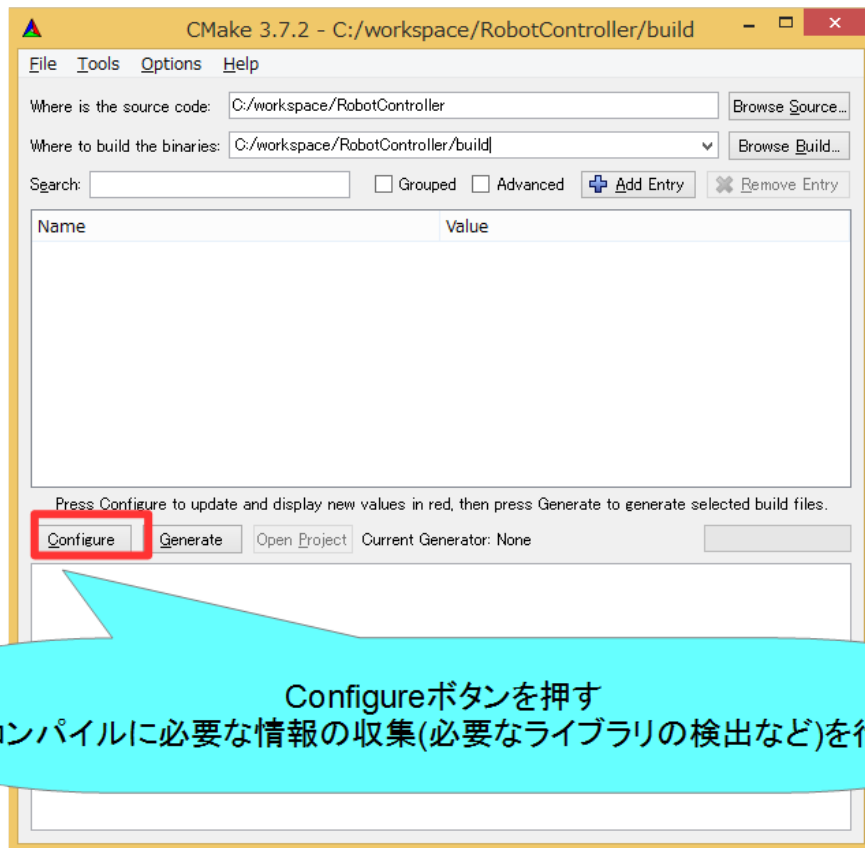 CMake 3.7.2 - C:/workspace/RobotController/build
File Tools Options Help
Where is the source code: C:/workspace/RobotController Browse Source...
Where to build the binaries: C:/workspace/RobotController/build Browse Build...
Search: Grouped Advanced Add Entry Remove Entry
Name Value
Press Configure to update and display new values in red, then press Generate to generate selected build files.
Configure Generate Open Project Current Generator: None
Configureボタンを押す
コンパイルに必要な情報の収集(必要なライブラリの検出など)を行